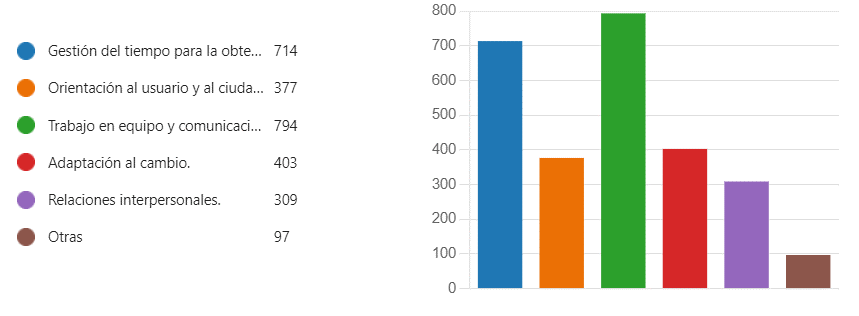 Gestión del tiempo para la obte... 714
Orientación al usuario y al ciuda... 377
Trabajo en equipo y comunicaci... 794
Adaptación al cambio. 403
Relaciones interpersonales. 309
Otras 97
800
700
600
500
400
300
200
100
0